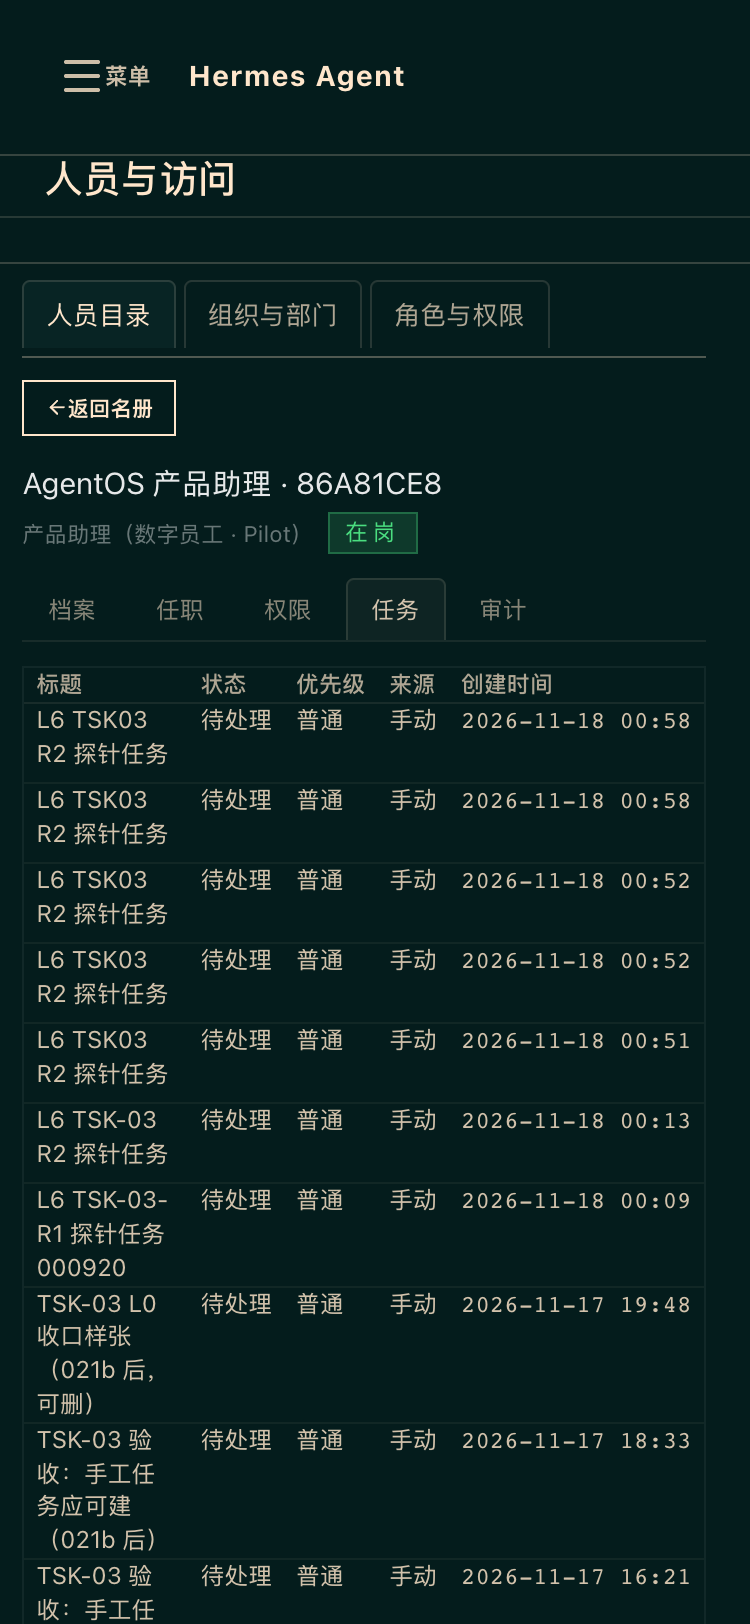 菜单 Hermes Agent
人员与访问
人员目录 组织与部门 角色与权限
←返回名册
AgentOS 产品助理 · 86A81CE8
产品助理（数字员工 · Pilot） 在岗
档案 任职 权限 任务 审计
标题 状态 优先级 来源 创建时间
L6 TSK03 待处理 普通 手动 2026-11-18 00:58
R2 探针任务
L6 TSK03 待处理 普通 手动 2026-11-18 00:58
R2 探针任务
L6 TSK03 待处理 普通 手动 2026-11-18 00:52
R2 探针任务
L6 TSK03 待处理 普通 手动 2026-11-18 00:52
R2 探针任务
L6 TSK03 待处理 普通 手动 2026-11-18 00:51
R2 探针任务
L6 TSK-03 待处理 普通 手动 2026-11-18 00:13
R2 探针任务
L6 TSK-03- 待处理 普通 手动 2026-11-18 00:09
R1 探针任务
000920
TSK-03 L0 待处理 普通 手动 2026-11-17 19:48
收口样张
（021b 后，
可删）
TSK-03 验 待处理 普通 手动 2026-11-17 18:33
收：手工任
务应可建
（021b 后）
TSK-03 验 待处理 普通 手动 2026-11-17 16:21
收：手工任